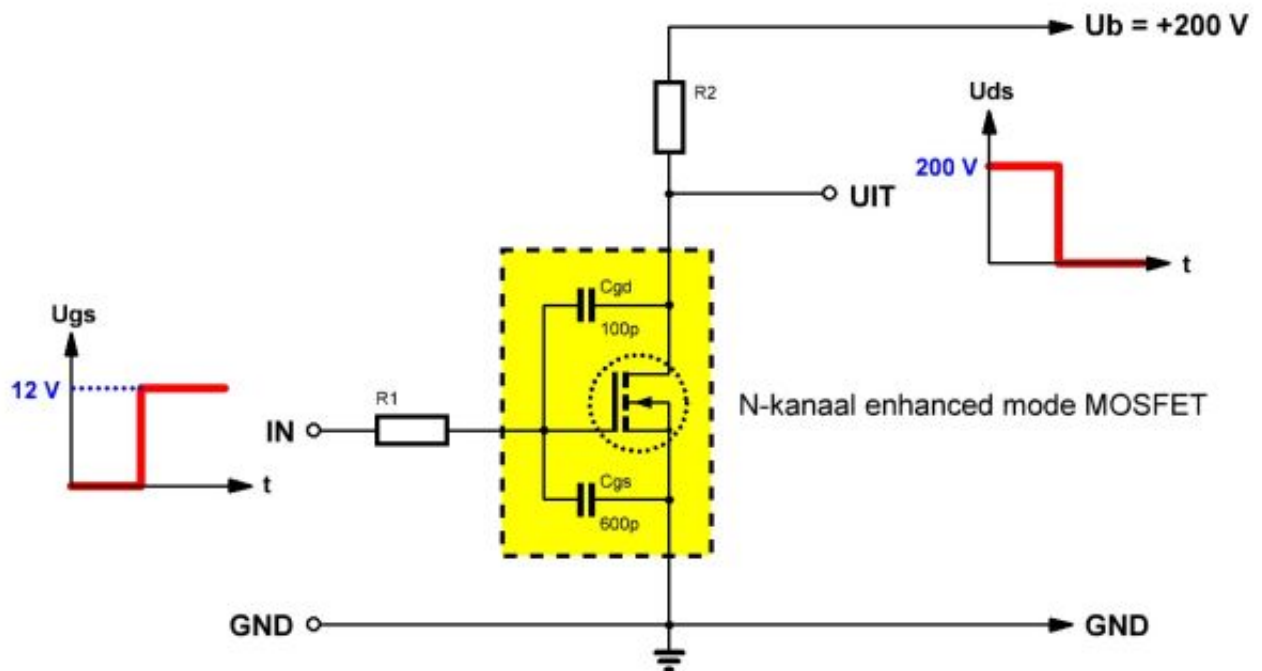 Ub = +200 V
R2
Uds
200 V
UIT
t
Cgd
100p
Ugs
12 V
R1
N-kanaal enhanced mode MOSFET
IN
t
Cgs
600p
GND
GND